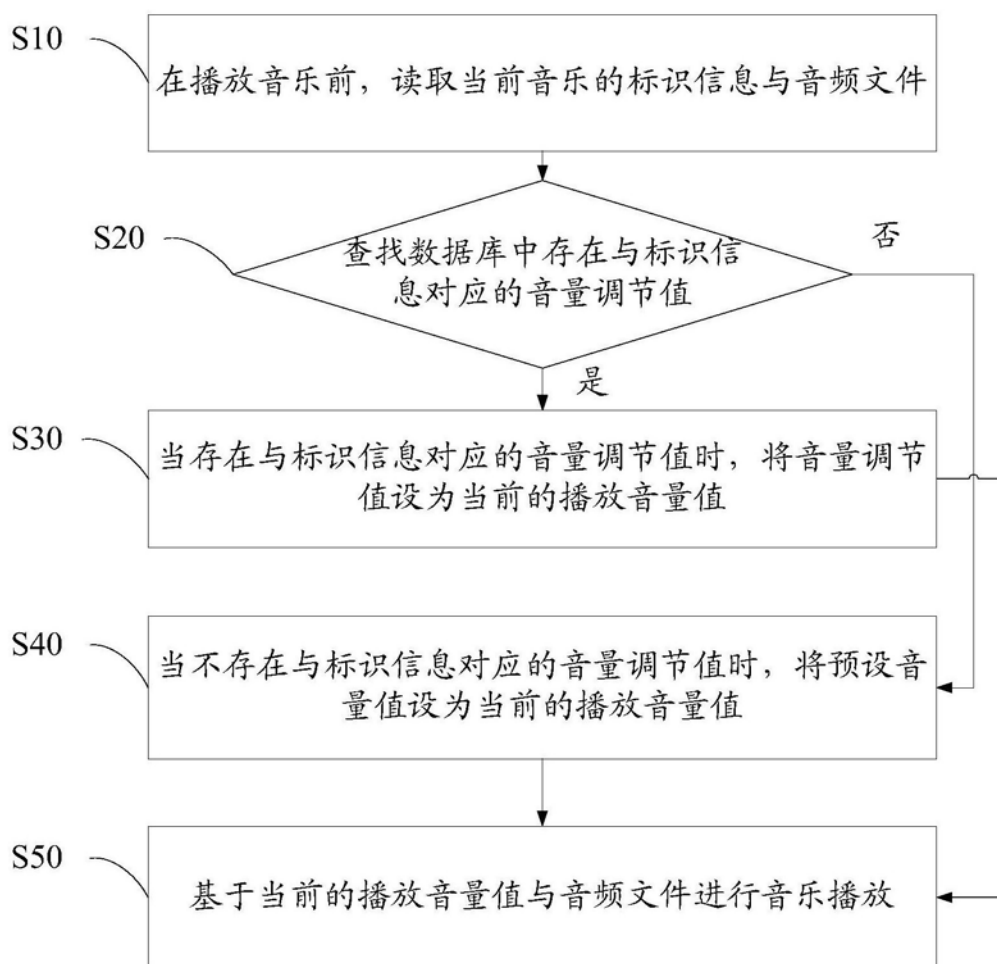 S10
在播放音乐前，读取当前音乐的标识信息与音频文件
S20
查找数据库中存在与标识信
息对应的音量调节值
否
是
S30
当存在与标识信息对应的音量调节值时，将音量调节
值设为当前的播放音量值
S40
当不存在与标识信息对应的音量调节值时，将预设音
量值设为当前的播放音量值
S50
基于当前的播放音量值与音频文件进行音乐播放